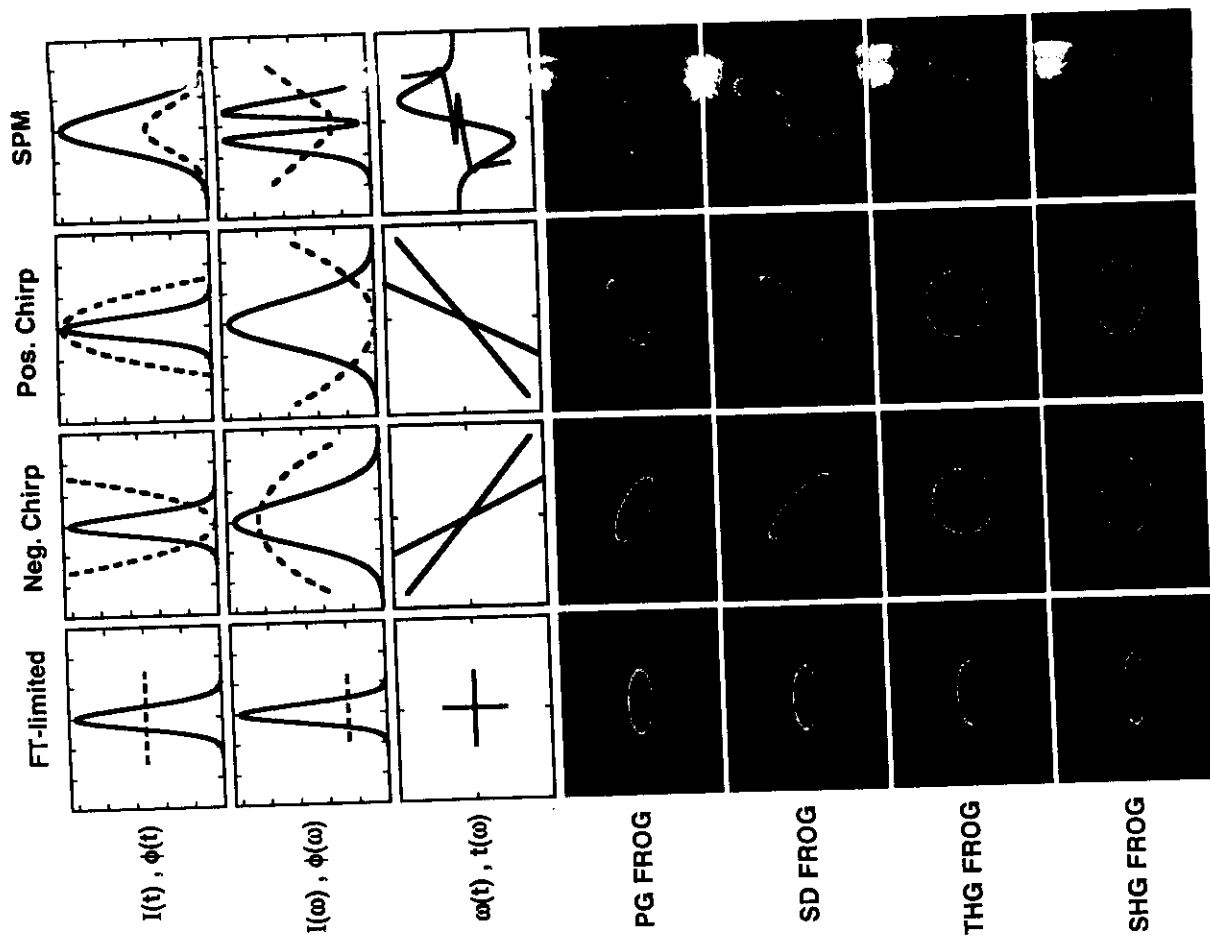 FT-limited
Neg. Chirp
Pos. Chirp
SPM
I(t) , ϕ(t)
I(ω) , ϕ(ω)
ω(t) , t(ω)
PG FROG
SD FROG
THG FROG
SHG FROG